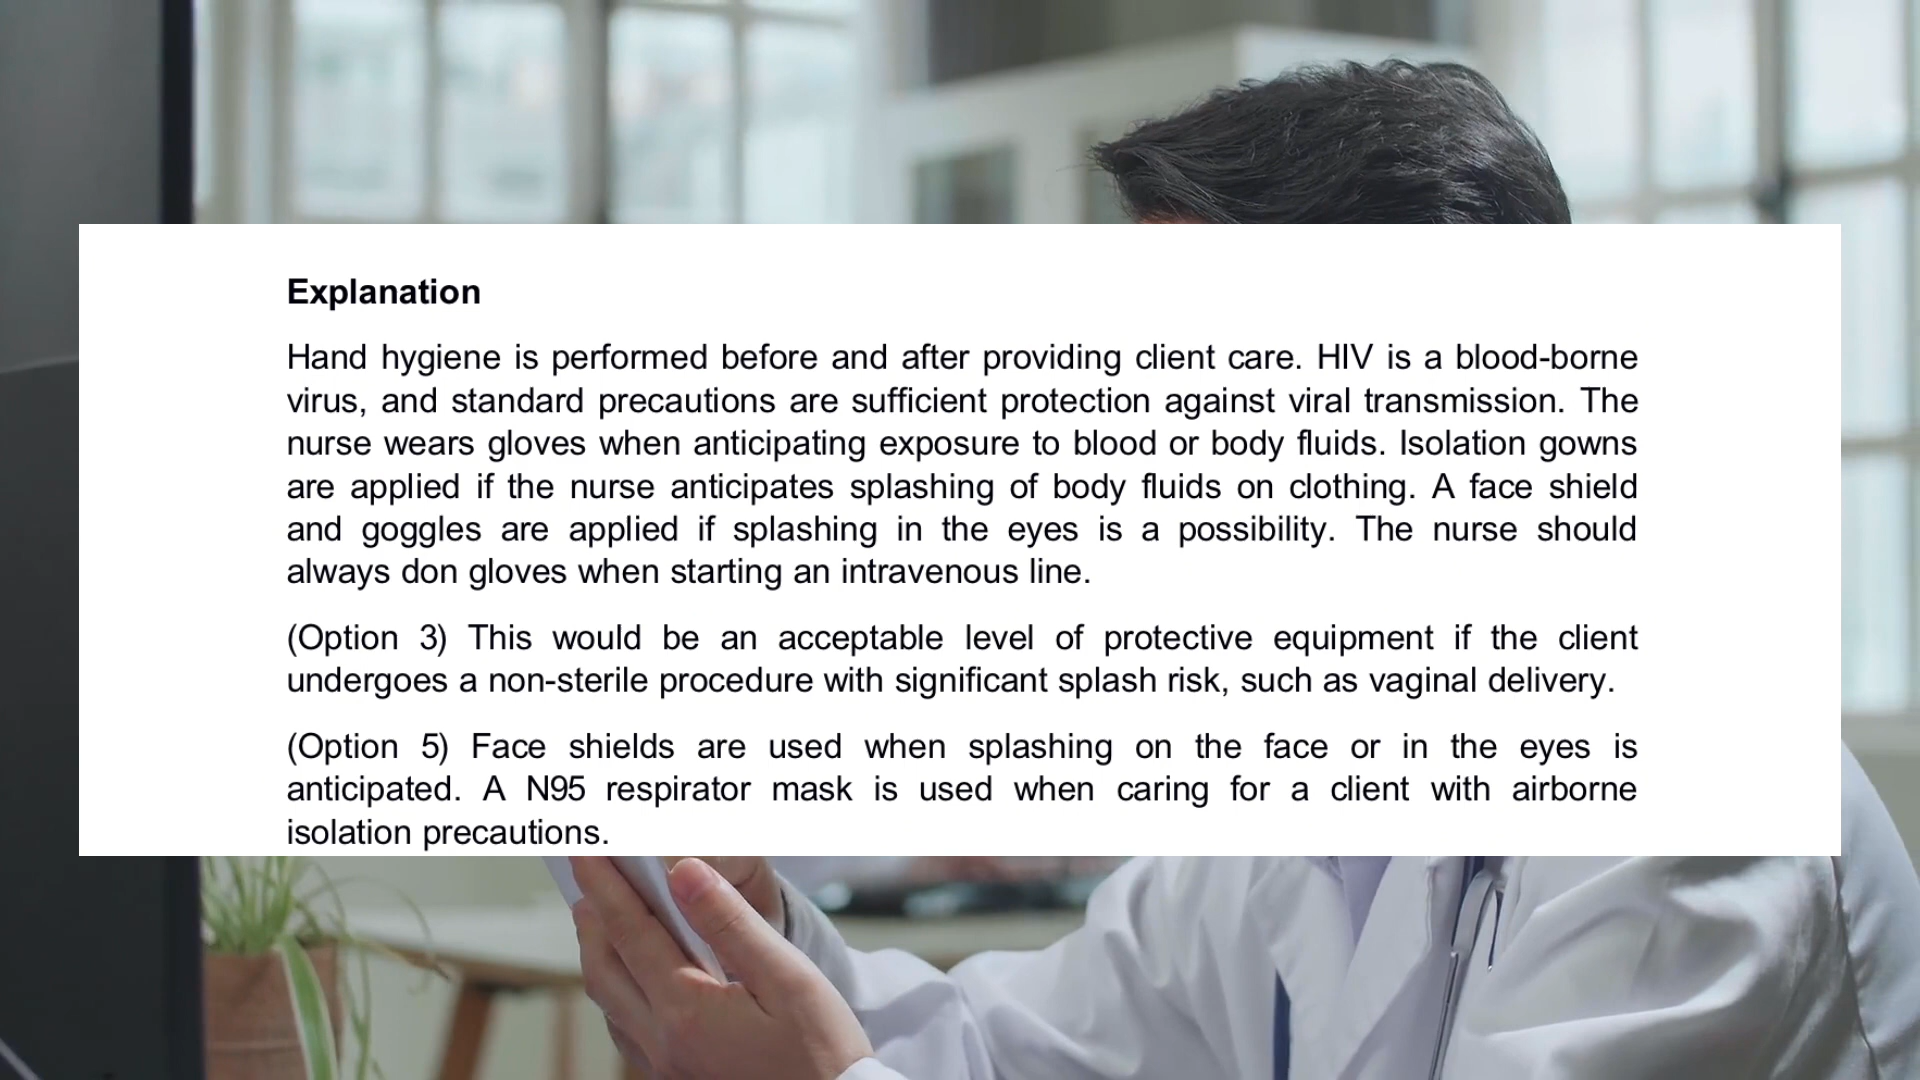 Explanation
Hand hygiene is performed before and after providing client care. HIV is a blood-borne
virus, and standard precautions are sufficient protection against viral transmission. The
nurse wears gloves when anticipating exposure to blood or body fluids. Isolation gowns
are applied if the nurse anticipates splashing of body fluids on clothing. A face shield
and goggles are applied if splashing in the eyes is a possibility. The nurse should
always don gloves when starting an intravenous line.
(Option 3) This would be an acceptable level of protective equipment if the client
undergoes a non-sterile procedure with significant splash risk, such as vaginal delivery.
(Option 5) Face shields are used when splashing on the face or in the eyes is
anticipated. A N95 respirator mask is used when caring for a client with airborne
isolation precautions.